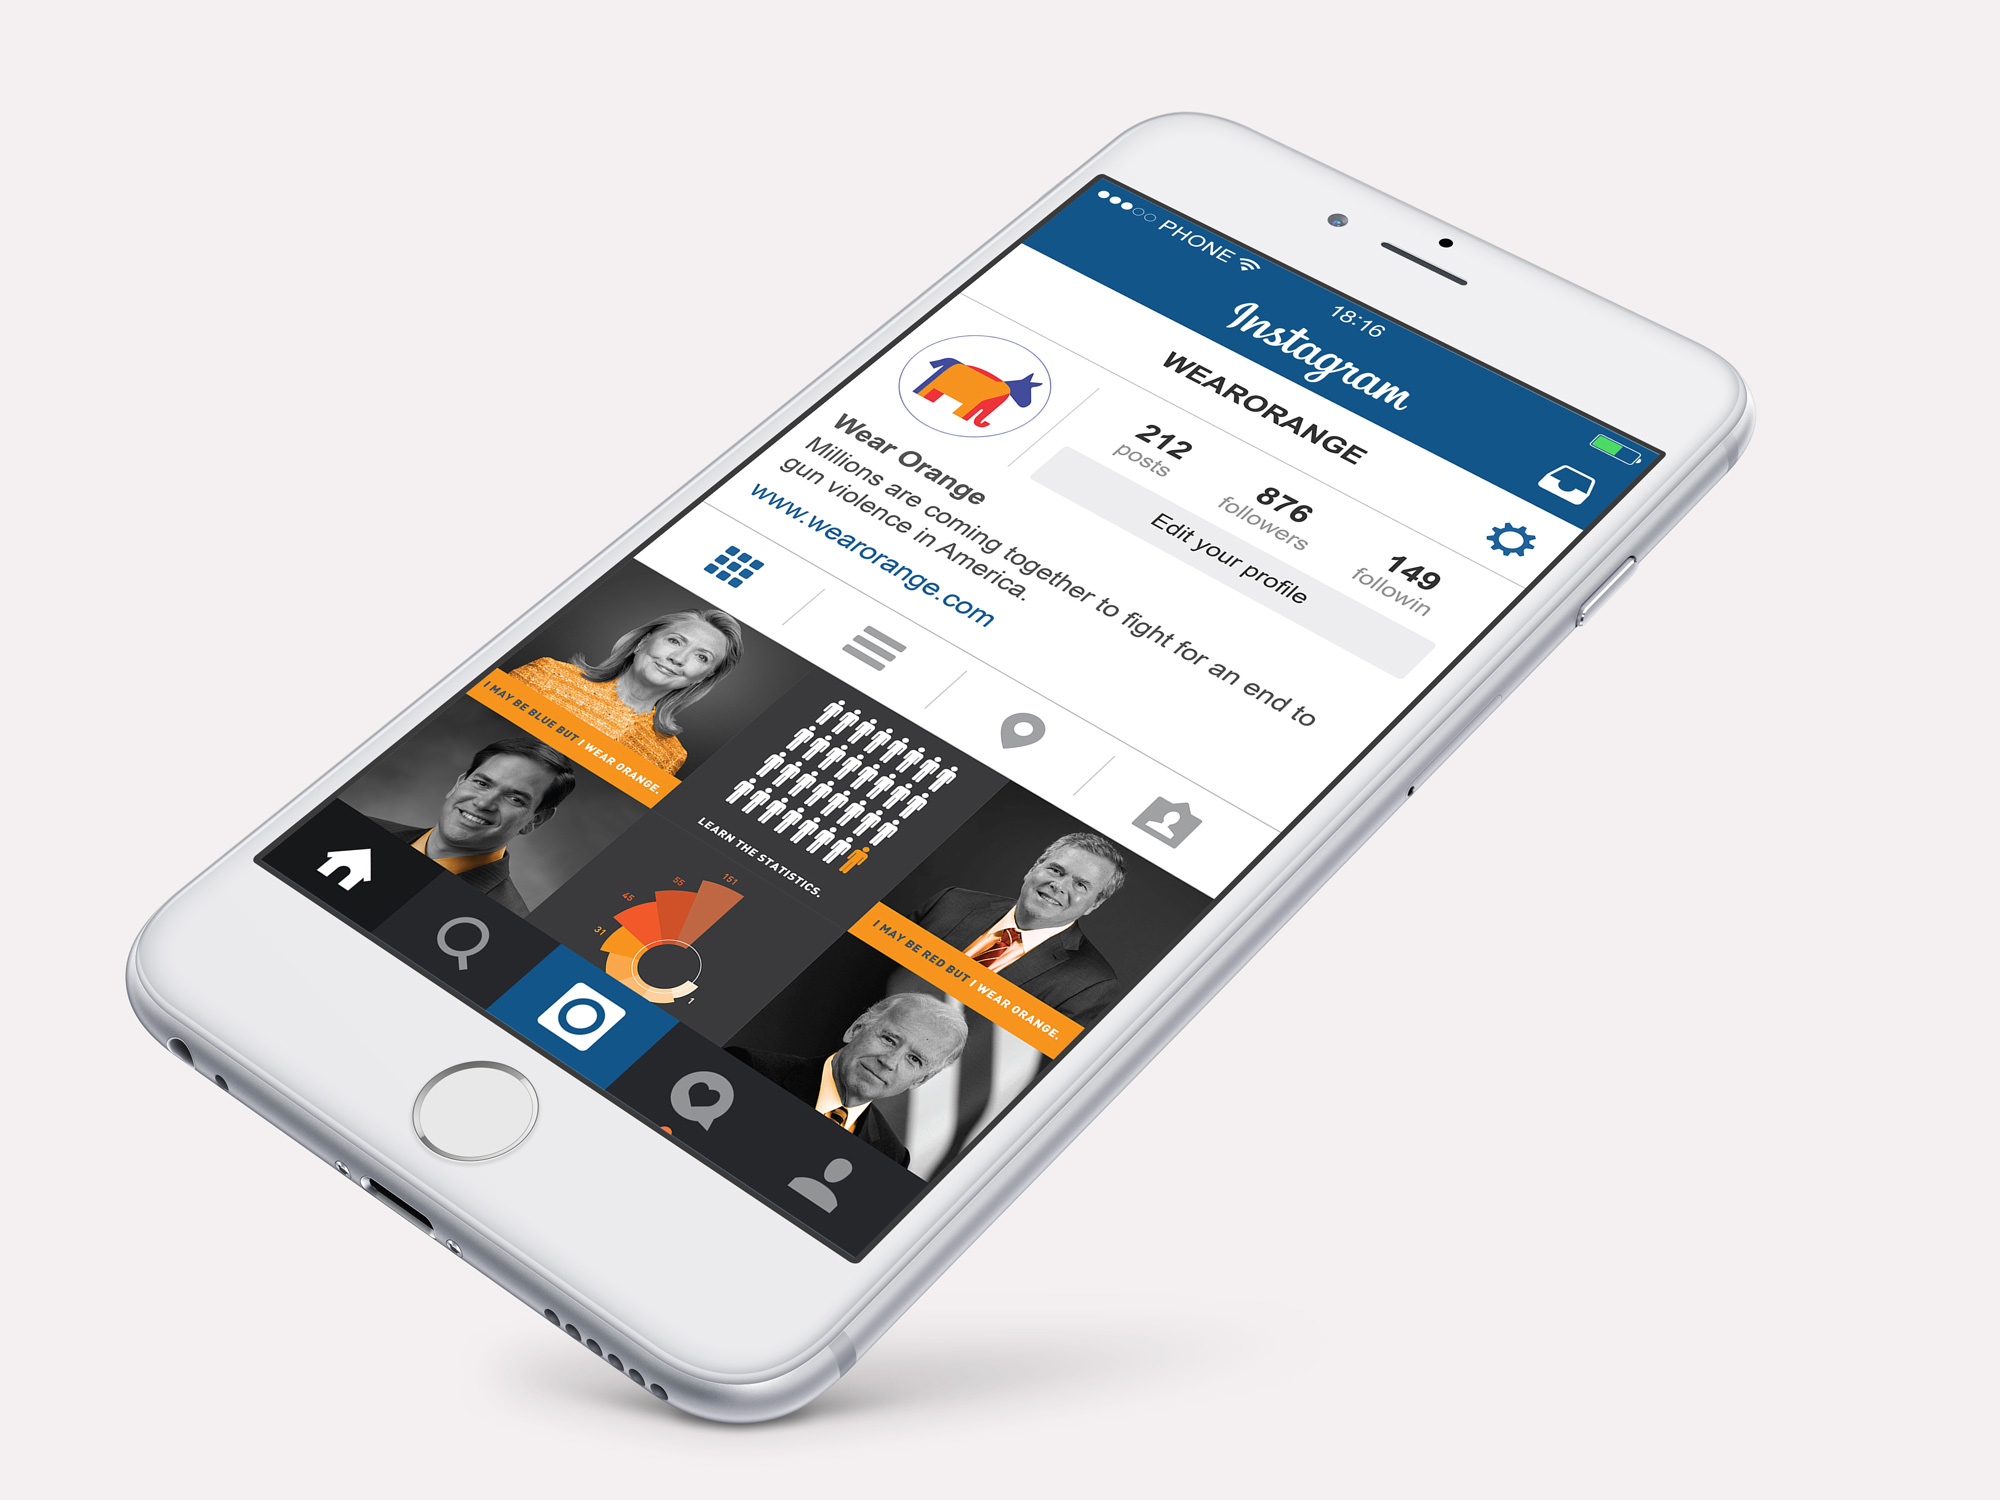 PHONE
18:16
Instagram
WEARORANGE
212
posts
876
followers
149
followin
Edit your profile
Wear Orange
Millions are coming together to fight for an end to
gun violence in America.
www.wearorange.com
I MAY BE BLUE BUT I WEAR ORANGE.
LEARN THE STATISTICS.
I MAY BE RED BUT I WEAR ORANGE.
151
55
45
31
1